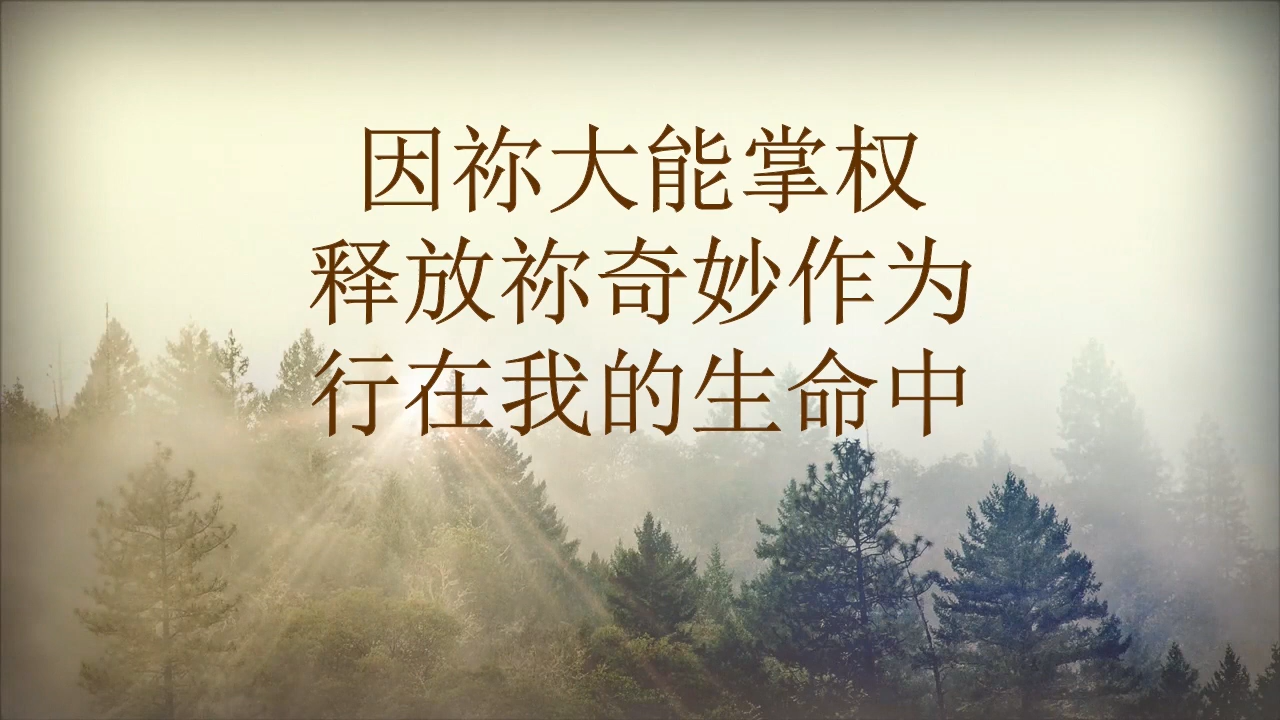 因祢大能掌权
释放祢奇妙作为
行在我的生命中